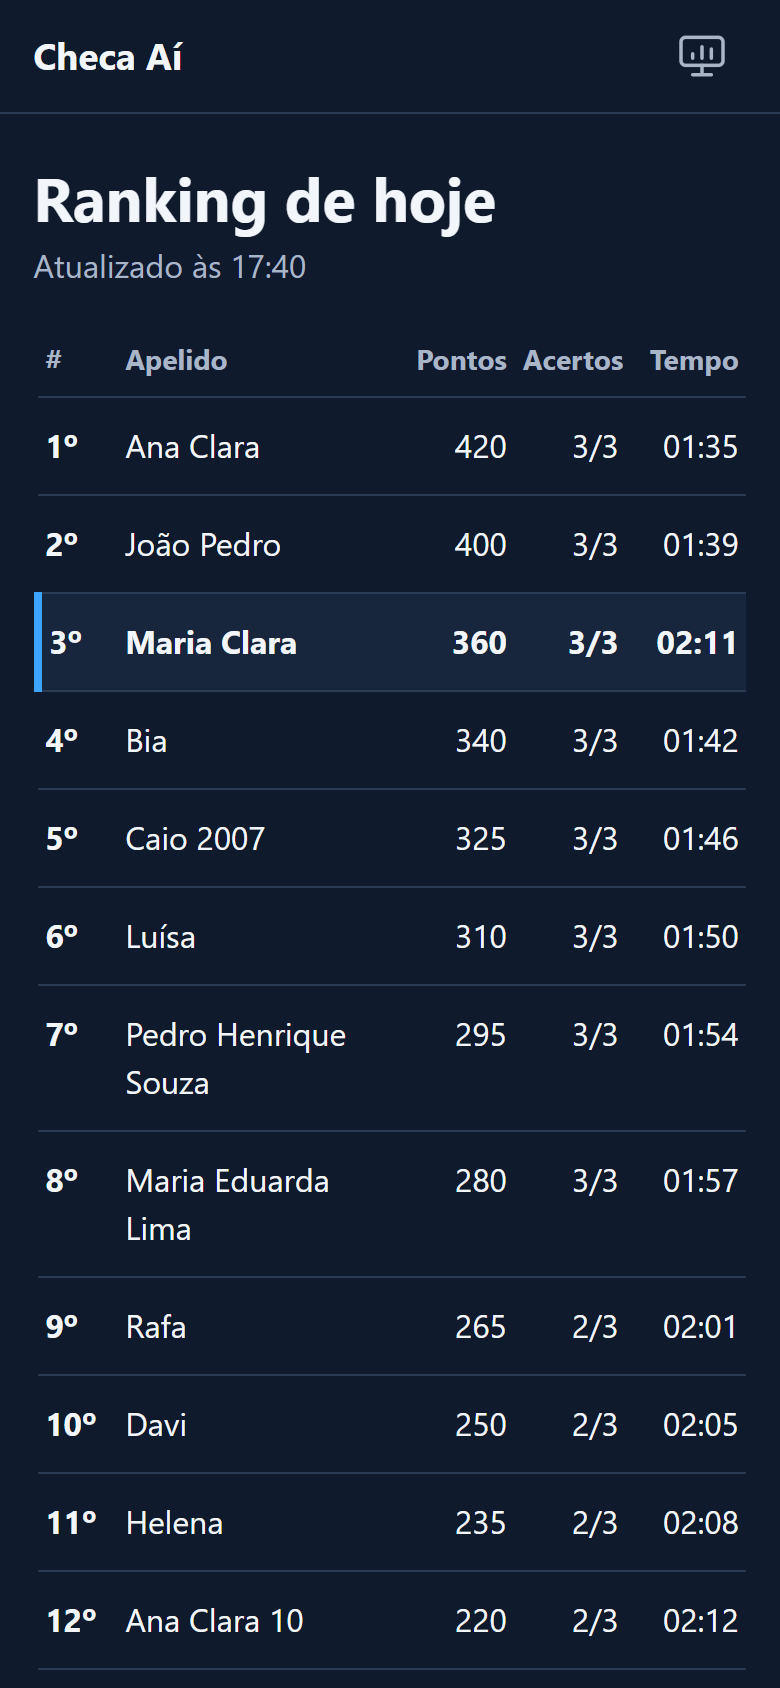 Checa Aí
Ranking de hoje
Atualizado às 17:40
# Apelido Pontos Acertos Tempo
1º Ana Clara 420 3/3 01:35
2º João Pedro 400 3/3 01:39
3º Maria Clara 360 3/3 02:11
4º Bia 340 3/3 01:42
5º Caio 2007 325 3/3 01:46
6º Luísa 310 3/3 01:50
7º Pedro Henrique 295 3/3 01:54
Souza
8º Maria Eduarda 280 3/3 01:57
Lima
9º Rafa 265 2/3 02:01
10º Davi 250 2/3 02:05
11º Helena 235 2/3 02:08
12º Ana Clara 10 220 2/3 02:12